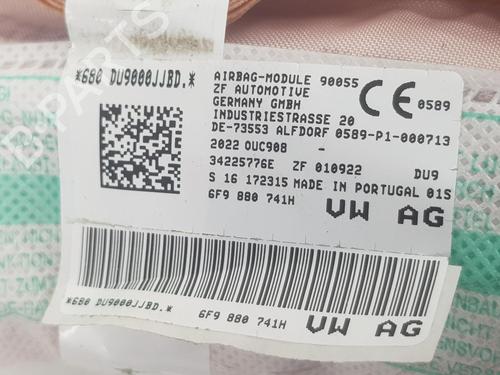 *680 DU9000JJBD.*
AIRBAG-MODULE 90055
ZF AUTOMOTIVE
GERMANY GMBH
INDUSTRIESTRASSE 20
DE-73553 ALFDORF 0589-P1-000713
CE 0589
2022 OUC908 -
34225776E ZF 010922 DU9
S 16 172315 MADE IN PORTUGAL 01S
6F9 880 741H VW AG
*680 DU9000JJBD.*
6F9 880 741H VW AG
B-PARTS